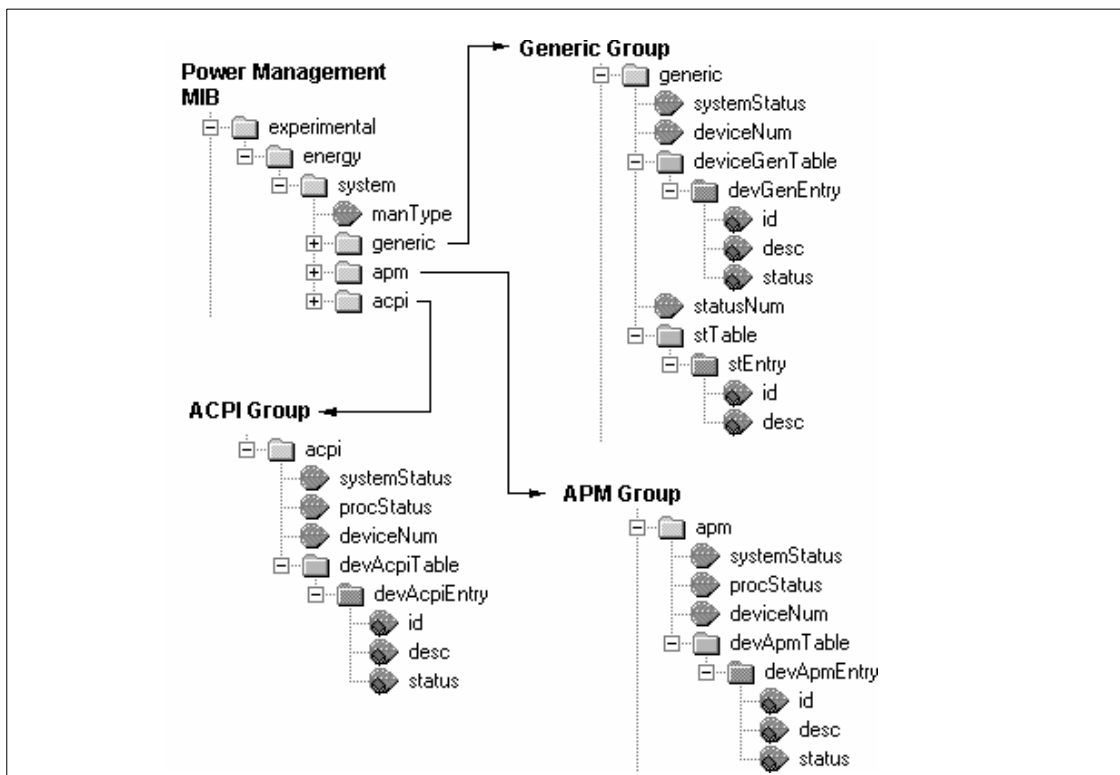 Power Management
MIB
experimental
energy
system
manType
generic
apm
acpi
Generic Group
generic
systemStatus
deviceNum
deviceGenTable
devGenEntry
id
desc
status
statusNum
stTable
stEntry
id
desc
ACPI Group
acpi
systemStatus
procStatus
deviceNum
devAcpiTable
devAcpiEntry
id
desc
status
APM Group
apm
systemStatus
procStatus
deviceNum
devApmTable
devApmEntry
id
desc
status